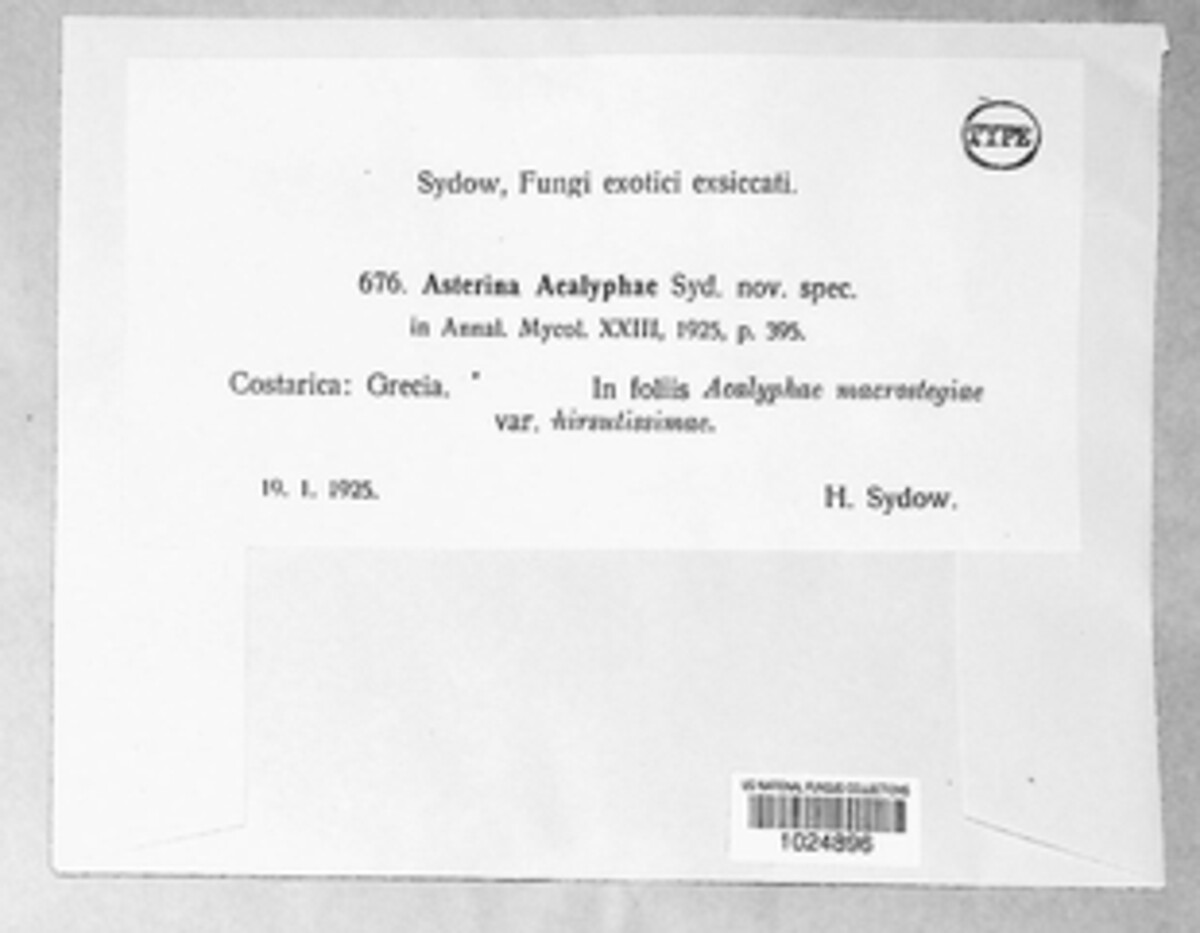 TYPE
Sydow, Fungi exotici exsiccati.
676. Asterina Acalyphae Syd. nov. spec.
in Annal. Mycol. XXIII, 1925, p. 395.
Costarica: Grecia. In foliis Acalyphae macrostegiae
var. hirsutissimae.
19. 1. 1925. H. Sydow.
US NATIONAL FUNGUS COLLECTIONS
1024896